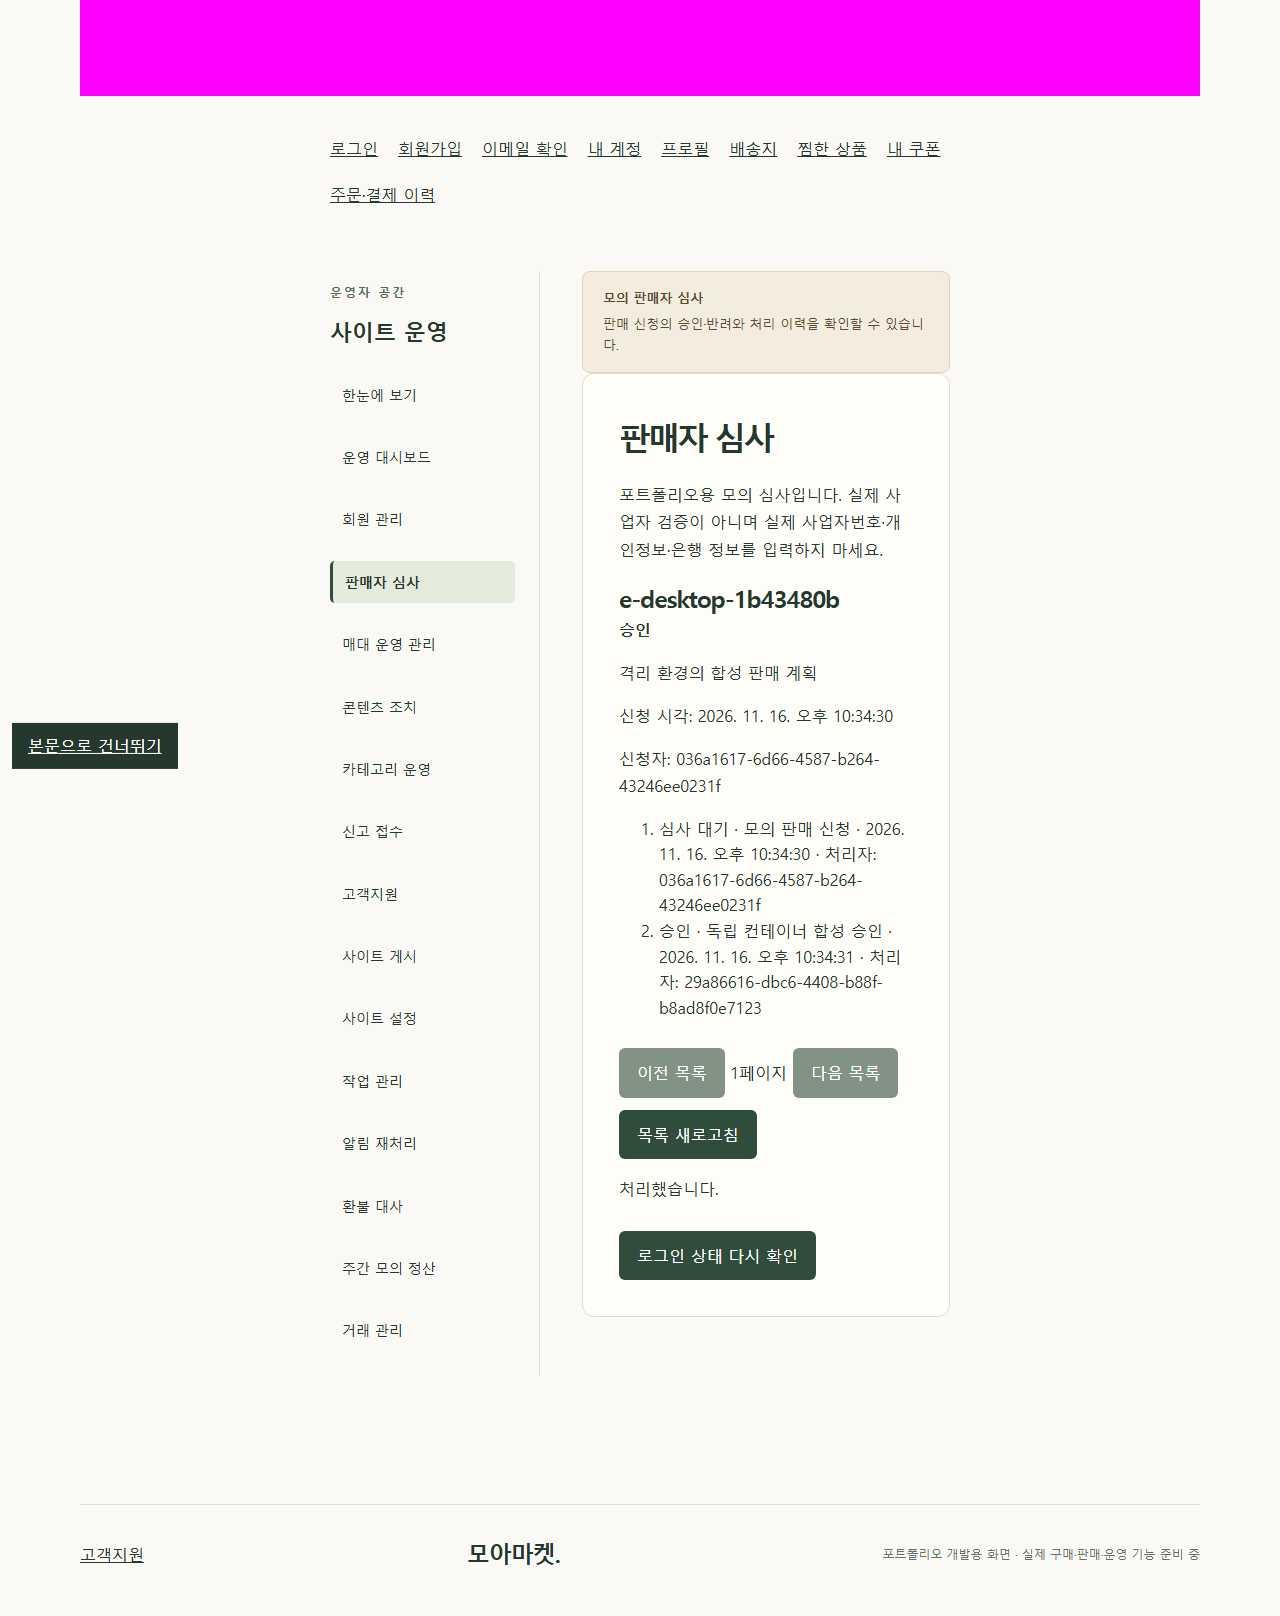 로그인 회원가입 이메일 확인 내 계정 프로필 배송지 찜한 상품 내 쿠폰
주문·결제 이력
운영자 공간
사이트 운영
한눈에 보기
운영 대시보드
회원 관리
판매자 심사
매대 운영 관리
콘텐츠 조치
카테고리 운영
신고 접수
고객지원
사이트 게시
사이트 설정
작업 관리
알림 재처리
환불 대사
주간 모의 정산
거래 관리
본문으로 건너뛰기
모의 판매자 심사
판매 신청의 승인·반려와 처리 이력을 확인할 수 있습니
다.
판매자 심사
포트폴리오용 모의 심사입니다. 실제 사
업자 검증이 아니며 실제 사업자번호·개
인정보·은행 정보를 입력하지 마세요.
e-desktop-1b43480b
승인
격리 환경의 합성 판매 계획
신청 시각: 2026. 11. 16. 오후 10:34:30
신청자: 036a1617-6d66-4587-b264-
43246ee0231f
1. 심사 대기 · 모의 판매 신청 · 2026.
11. 16. 오후 10:34:30 · 처리자:
036a1617-6d66-4587-b264-
43246ee0231f
2. 승인 · 독립 컨테이너 합성 승인 ·
2026. 11. 16. 오후 10:34:31 · 처리
자: 29a86616-dbc6-4408-b88f-
b8ad8f0e7123
이전 목록 1페이지 다음 목록
목록 새로고침
처리했습니다.
로그인 상태 다시 확인
고객지원
모아마켓.
포트폴리오 개발용 화면 · 실제 구매·판매·운영 기능 준비 중